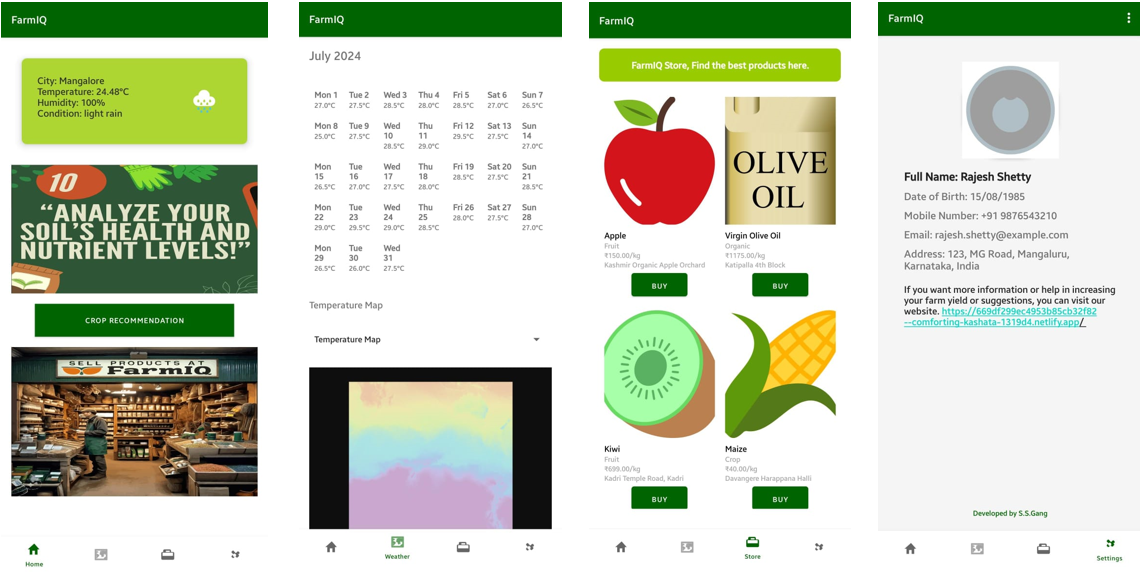 FarmIQ
City: Mangalore
Temperature: 24.48°C
Humidity: 100%
Condition: light rain
10
“ANALYZE YOUR
SOIL’S HEALTH AND
NUTRIENT LEVELS!”
CROP RECOMMENDATION
SELL PRODUCTS AT
FarmIQ
Home
FarmIQ
July 2024
Mon 1 Tue 2 Wed 3 Thu 4 Fri 5 Sat 6 Sun 7
27.0°C 27.5°C 28.5°C 28.0°C 28.5°C 27.0°C 26.5°C
Mon 8 Tue 9 Wed Thu Fri 12 Sat 13 Sun
25.0°C 27.5°C 10 11 29.5°C 27.5°C 14
28.5°C 29.0°C 27.0°C
Mon Tue Wed Thu Fri 19 Sat 20 Sun
15 16 17 18 28.5°C 27.5°C 21
26.5°C 27.0°C 27.5°C 28.0°C 28.5°C
Mon Tue Wed Thu Fri 26 Sat 27 Sun
22 23 24 25 28.0°C 27.5°C 28
29.0°C 29.5°C 29.0°C 28.5°C 27.0°C
Mon Tue Wed
29 30 31
26.5°C 26.0°C 27.5°C
Temperature Map
Temperature Map
Weather
FarmIQ
FarmIQ Store, Find the best products here.
OLIVE
OIL
Apple
Fruit
₹150.00/kg
Kashmir Organic Apple Orchard
BUY
Virgin Olive Oil
Organic
₹1175.00/kg
Katipalla 4th Block
BUY
Kiwi
Fruit
₹699.00/kg
Kadri Temple Road, Kadri
BUY
Maize
Crop
₹40.00/kg
Davangere Harappana Halli
BUY
Store
FarmIQ
Full Name: Rajesh Shetty
Date of Birth: 15/08/1985
Mobile Number: +91 9876543210
Email: rajesh.shetty@example.com
Address: 123, MG Road, Mangaluru,
Karnataka, India
If you want more information or help in increasing
your farm yield or suggestions, you can visit our
website. https://669df299ec4953b85cb32f82
--comforting-kashata-1319d4.netlify.app/
Developed by S.S.Gang
Settings